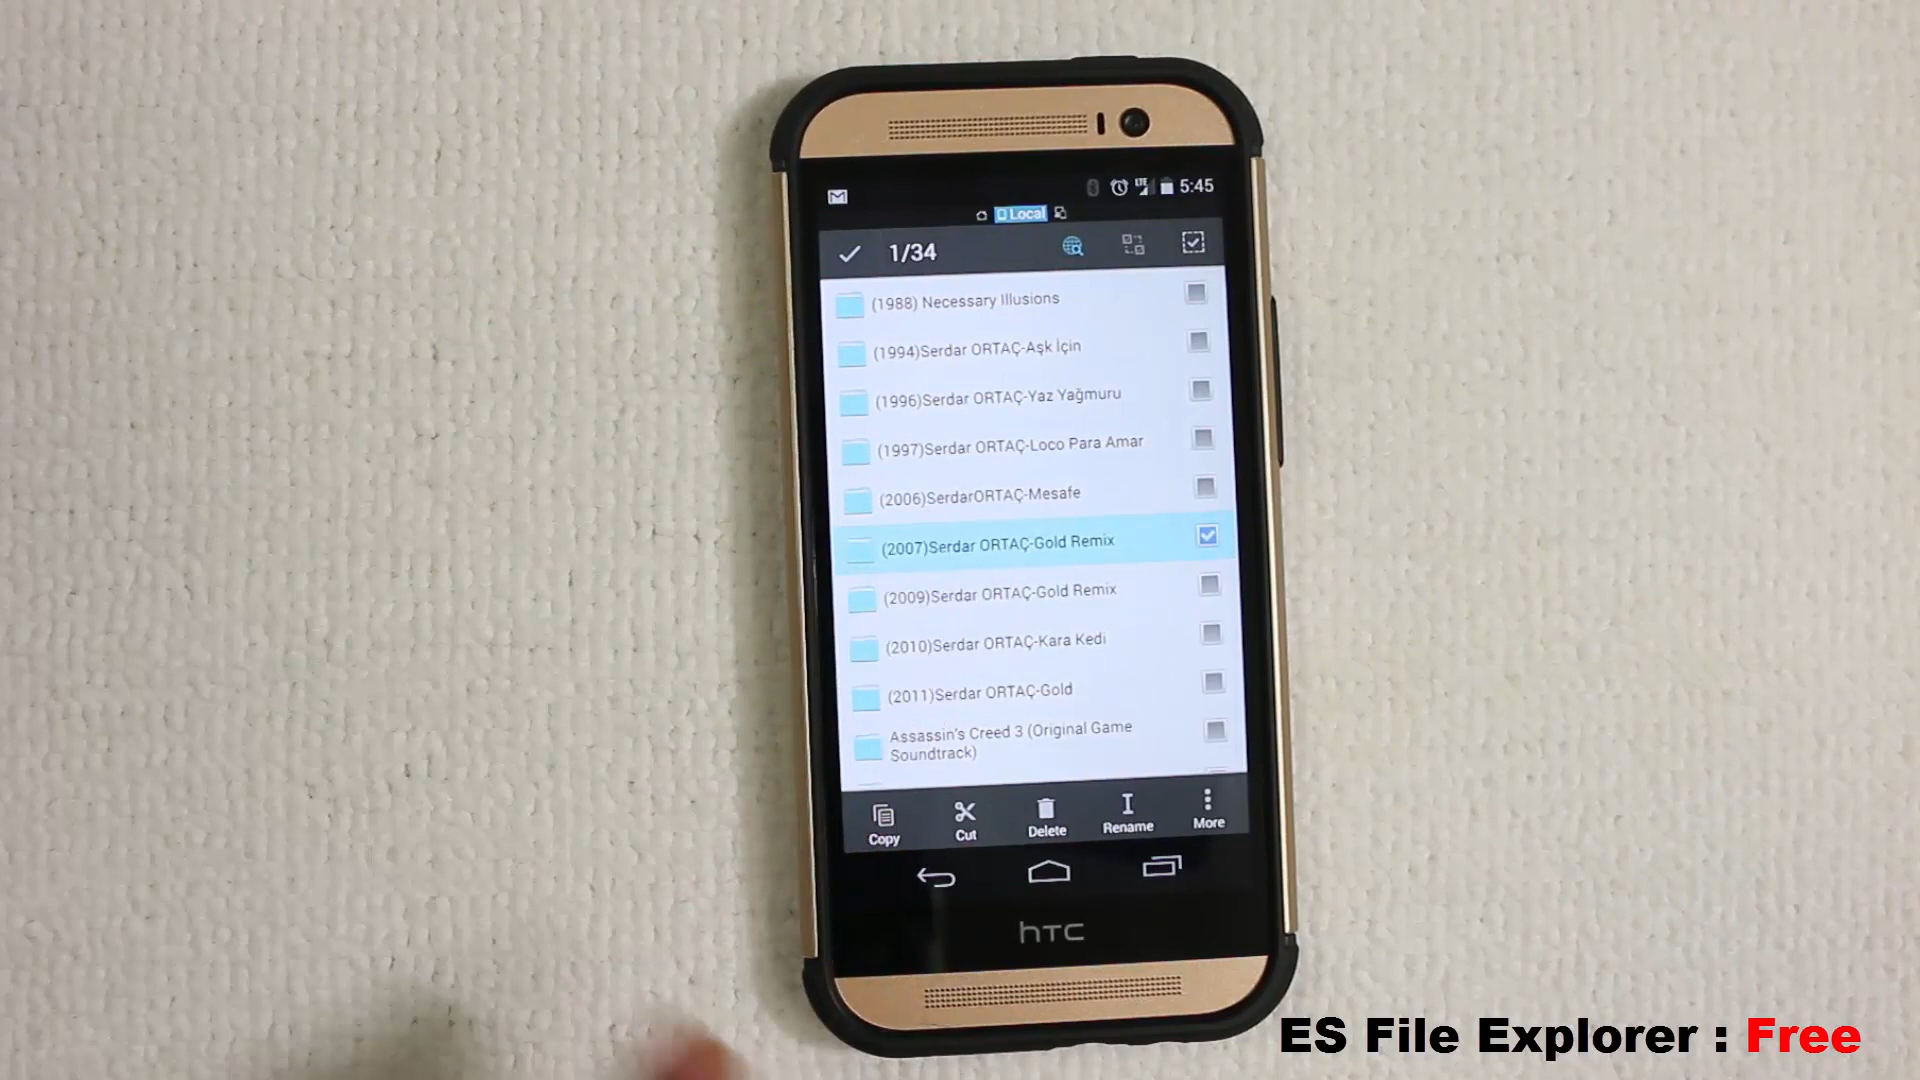 5:45
Local
1/34
(1988) Necessary Illusions
(1994)Serdar ORTAÇ-Aşk İçin
(1996)Serdar ORTAÇ-Yaz Yağmuru
(1997)Serdar ORTAÇ-Loco Para Amar
(2006)SerdarORTAÇ-Mesafe
(2007)Serdar ORTAÇ-Gold Remix
(2009)Serdar ORTAÇ-Gold Remix
(2010)Serdar ORTAÇ-Kara Kedi
(2011)Serdar ORTAÇ-Gold
Assassin's Creed 3 (Original Game
Soundtrack)
Copy Cut Delete Rename More
hTC
ES File Explorer : Free